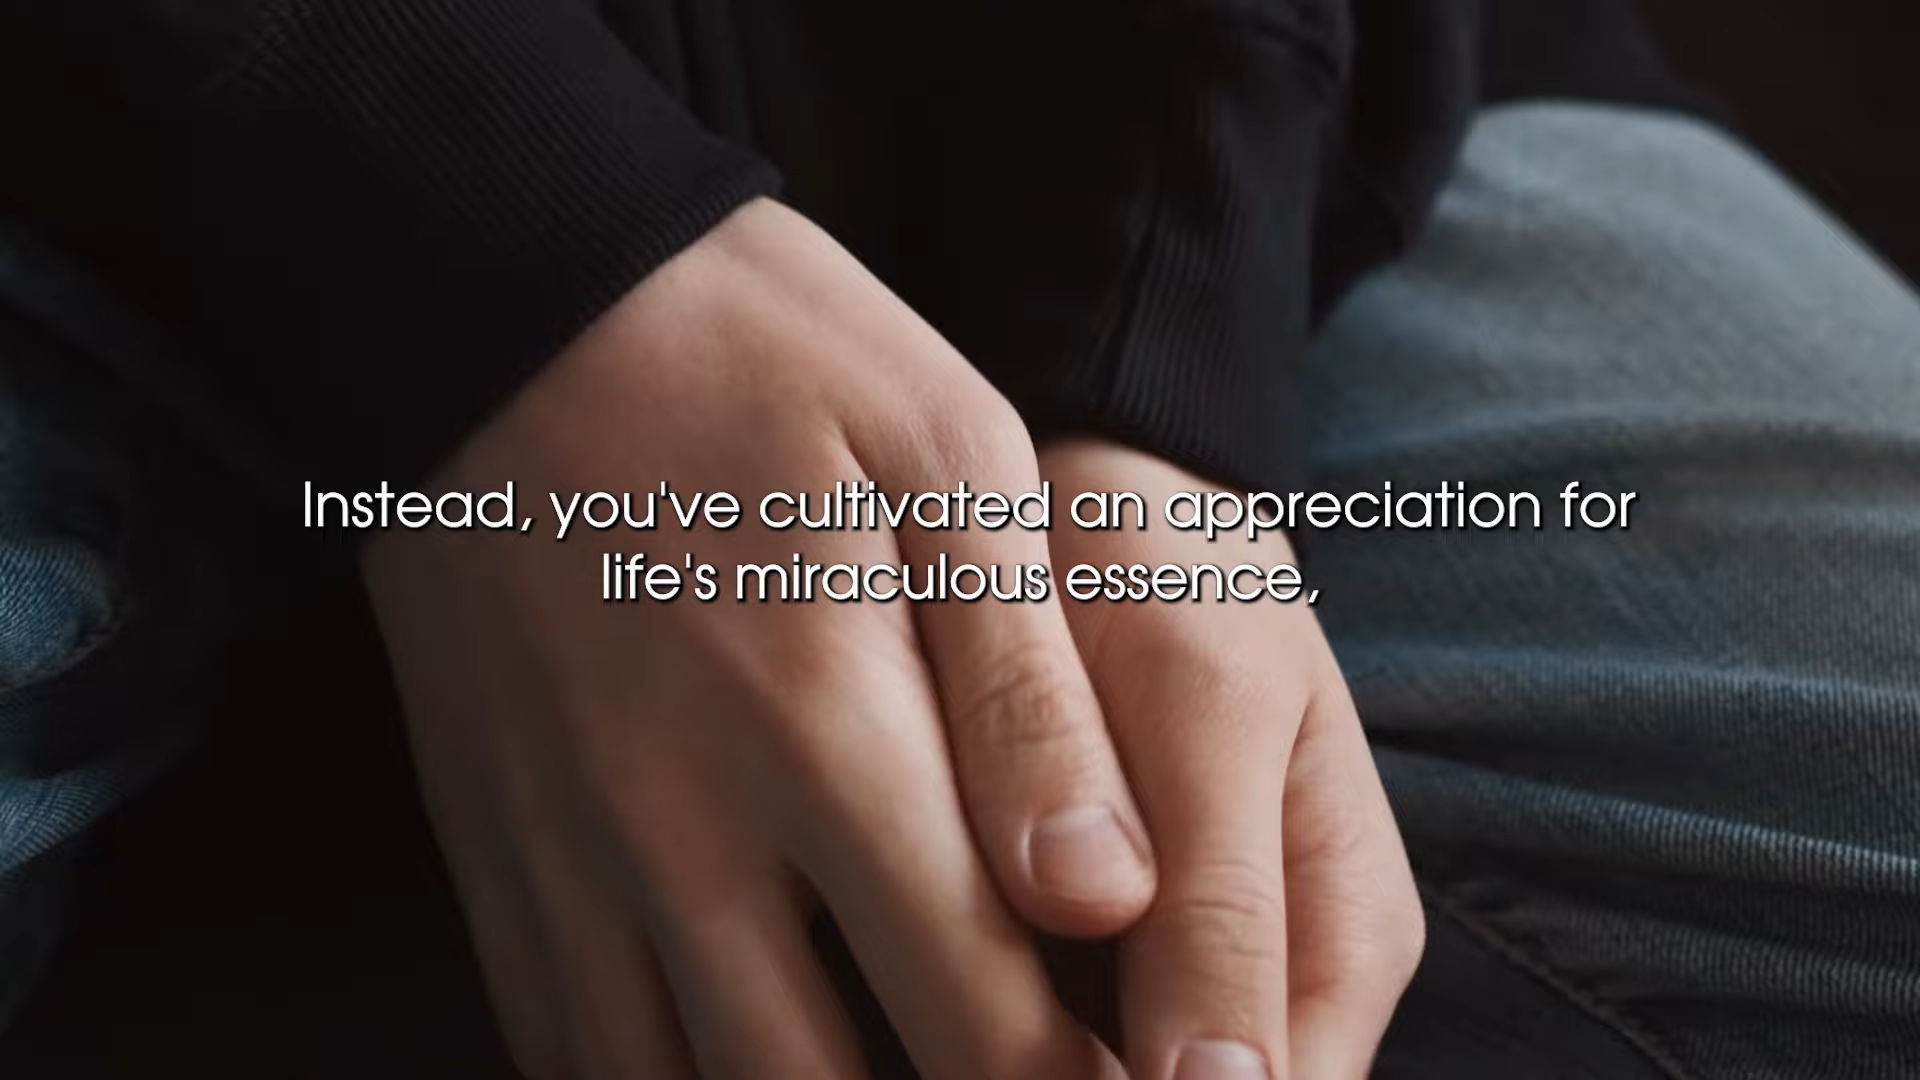 Instead, you've cultivated an appreciation for
life's miraculous essence,